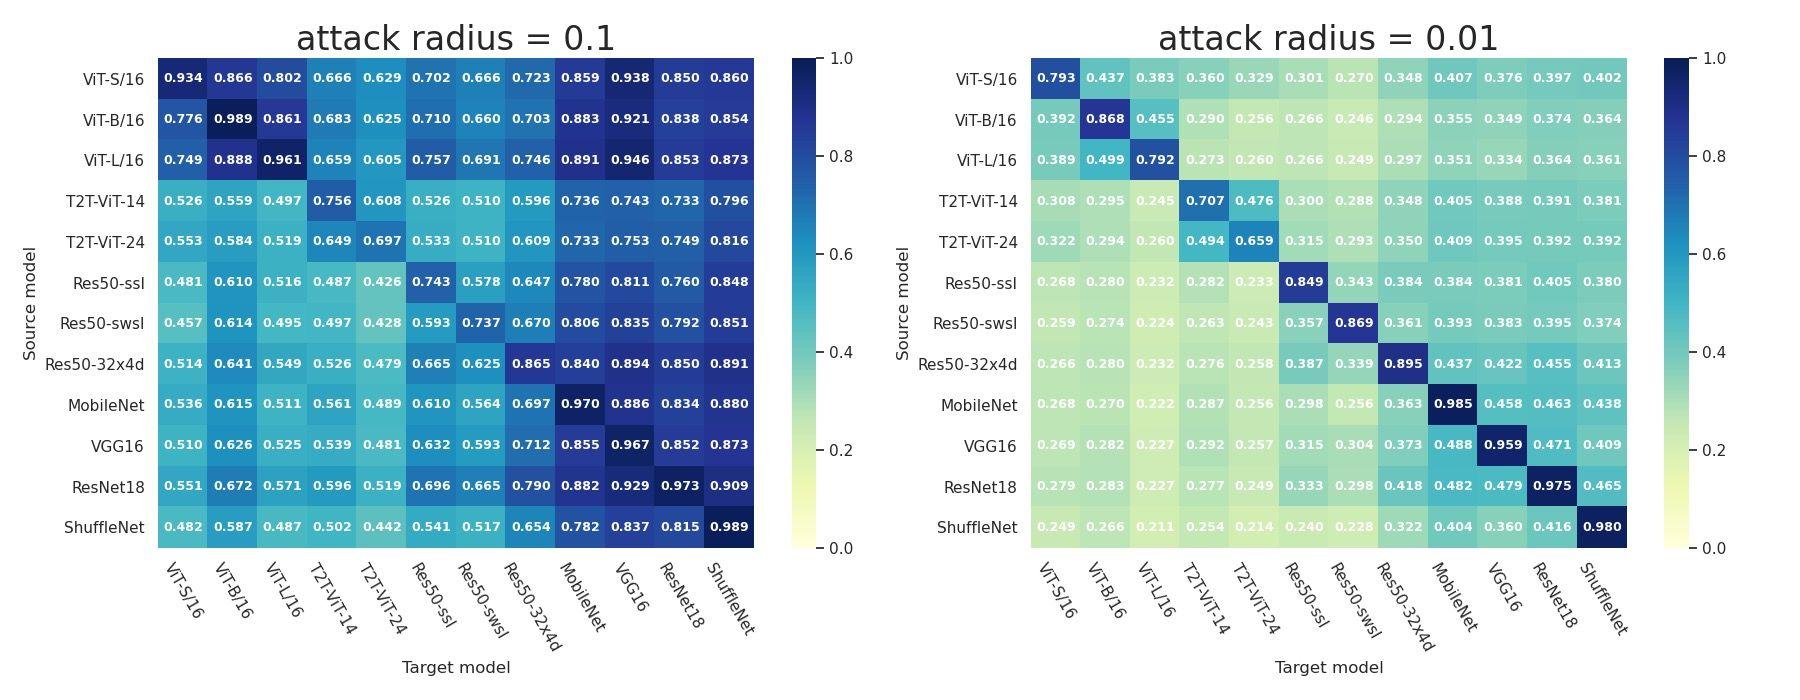 attack radius = 0.1
Source model
ViT-S/16 0.934 0.866 0.802 0.666 0.629 0.702 0.666 0.723 0.859 0.938 0.850 0.860
ViT-B/16 0.776 0.989 0.861 0.683 0.625 0.710 0.660 0.703 0.883 0.921 0.838 0.854
ViT-L/16 0.749 0.888 0.961 0.659 0.605 0.757 0.691 0.746 0.891 0.946 0.853 0.873
T2T-ViT-14 0.526 0.559 0.497 0.756 0.608 0.526 0.510 0.596 0.736 0.743 0.733 0.796
T2T-ViT-24 0.553 0.584 0.519 0.649 0.697 0.533 0.510 0.609 0.733 0.753 0.749 0.816
Res50-ssl 0.481 0.610 0.516 0.487 0.426 0.743 0.578 0.647 0.780 0.811 0.760 0.848
Res50-swsl 0.457 0.614 0.495 0.497 0.428 0.593 0.737 0.670 0.806 0.835 0.792 0.851
Res50-32x4d 0.514 0.641 0.549 0.526 0.479 0.665 0.625 0.865 0.840 0.894 0.850 0.891
MobileNet 0.536 0.615 0.511 0.561 0.489 0.610 0.564 0.697 0.970 0.886 0.834 0.880
VGG16 0.510 0.626 0.525 0.539 0.481 0.632 0.593 0.712 0.855 0.967 0.852 0.873
ResNet18 0.551 0.672 0.571 0.596 0.519 0.696 0.665 0.790 0.882 0.929 0.973 0.909
ShuffleNet 0.482 0.587 0.487 0.502 0.442 0.541 0.517 0.654 0.782 0.837 0.815 0.989
ViT-S/16 ViT-B/16 ViT-L/16 T2T-ViT-14 T2T-ViT-24 Res50-ssl Res50-swsl Res50-32x4d MobileNet VGG16 ResNet18 ShuffleNet
Target model
1.0
0.8
0.6
0.4
0.2
0.0
attack radius = 0.01
Source model
ViT-S/16 0.793 0.437 0.383 0.360 0.329 0.301 0.270 0.348 0.407 0.376 0.397 0.402
ViT-B/16 0.392 0.868 0.455 0.290 0.256 0.266 0.246 0.294 0.355 0.349 0.374 0.364
ViT-L/16 0.389 0.499 0.792 0.273 0.260 0.266 0.249 0.297 0.351 0.334 0.364 0.361
T2T-ViT-14 0.308 0.295 0.245 0.707 0.476 0.300 0.288 0.348 0.405 0.388 0.391 0.381
T2T-ViT-24 0.322 0.294 0.260 0.494 0.659 0.315 0.293 0.350 0.409 0.395 0.392 0.392
Res50-ssl 0.268 0.280 0.232 0.282 0.233 0.849 0.343 0.384 0.384 0.381 0.405 0.380
Res50-swsl 0.259 0.274 0.224 0.263 0.243 0.357 0.869 0.361 0.393 0.383 0.395 0.374
Res50-32x4d 0.266 0.280 0.232 0.276 0.258 0.387 0.339 0.895 0.437 0.422 0.455 0.413
MobileNet 0.268 0.270 0.222 0.287 0.256 0.298 0.256 0.363 0.985 0.458 0.463 0.438
VGG16 0.269 0.282 0.227 0.292 0.257 0.315 0.304 0.373 0.488 0.959 0.471 0.409
ResNet18 0.279 0.283 0.227 0.277 0.249 0.333 0.298 0.418 0.482 0.479 0.975 0.465
ShuffleNet 0.249 0.266 0.211 0.254 0.214 0.240 0.228 0.322 0.404 0.360 0.416 0.980
ViT-S/16 ViT-B/16 ViT-L/16 T2T-ViT-14 T2T-ViT-24 Res50-ssl Res50-swsl Res50-32x4d MobileNet VGG16 ResNet18 ShuffleNet
Target model
1.0
0.8
0.6
0.4
0.2
0.0